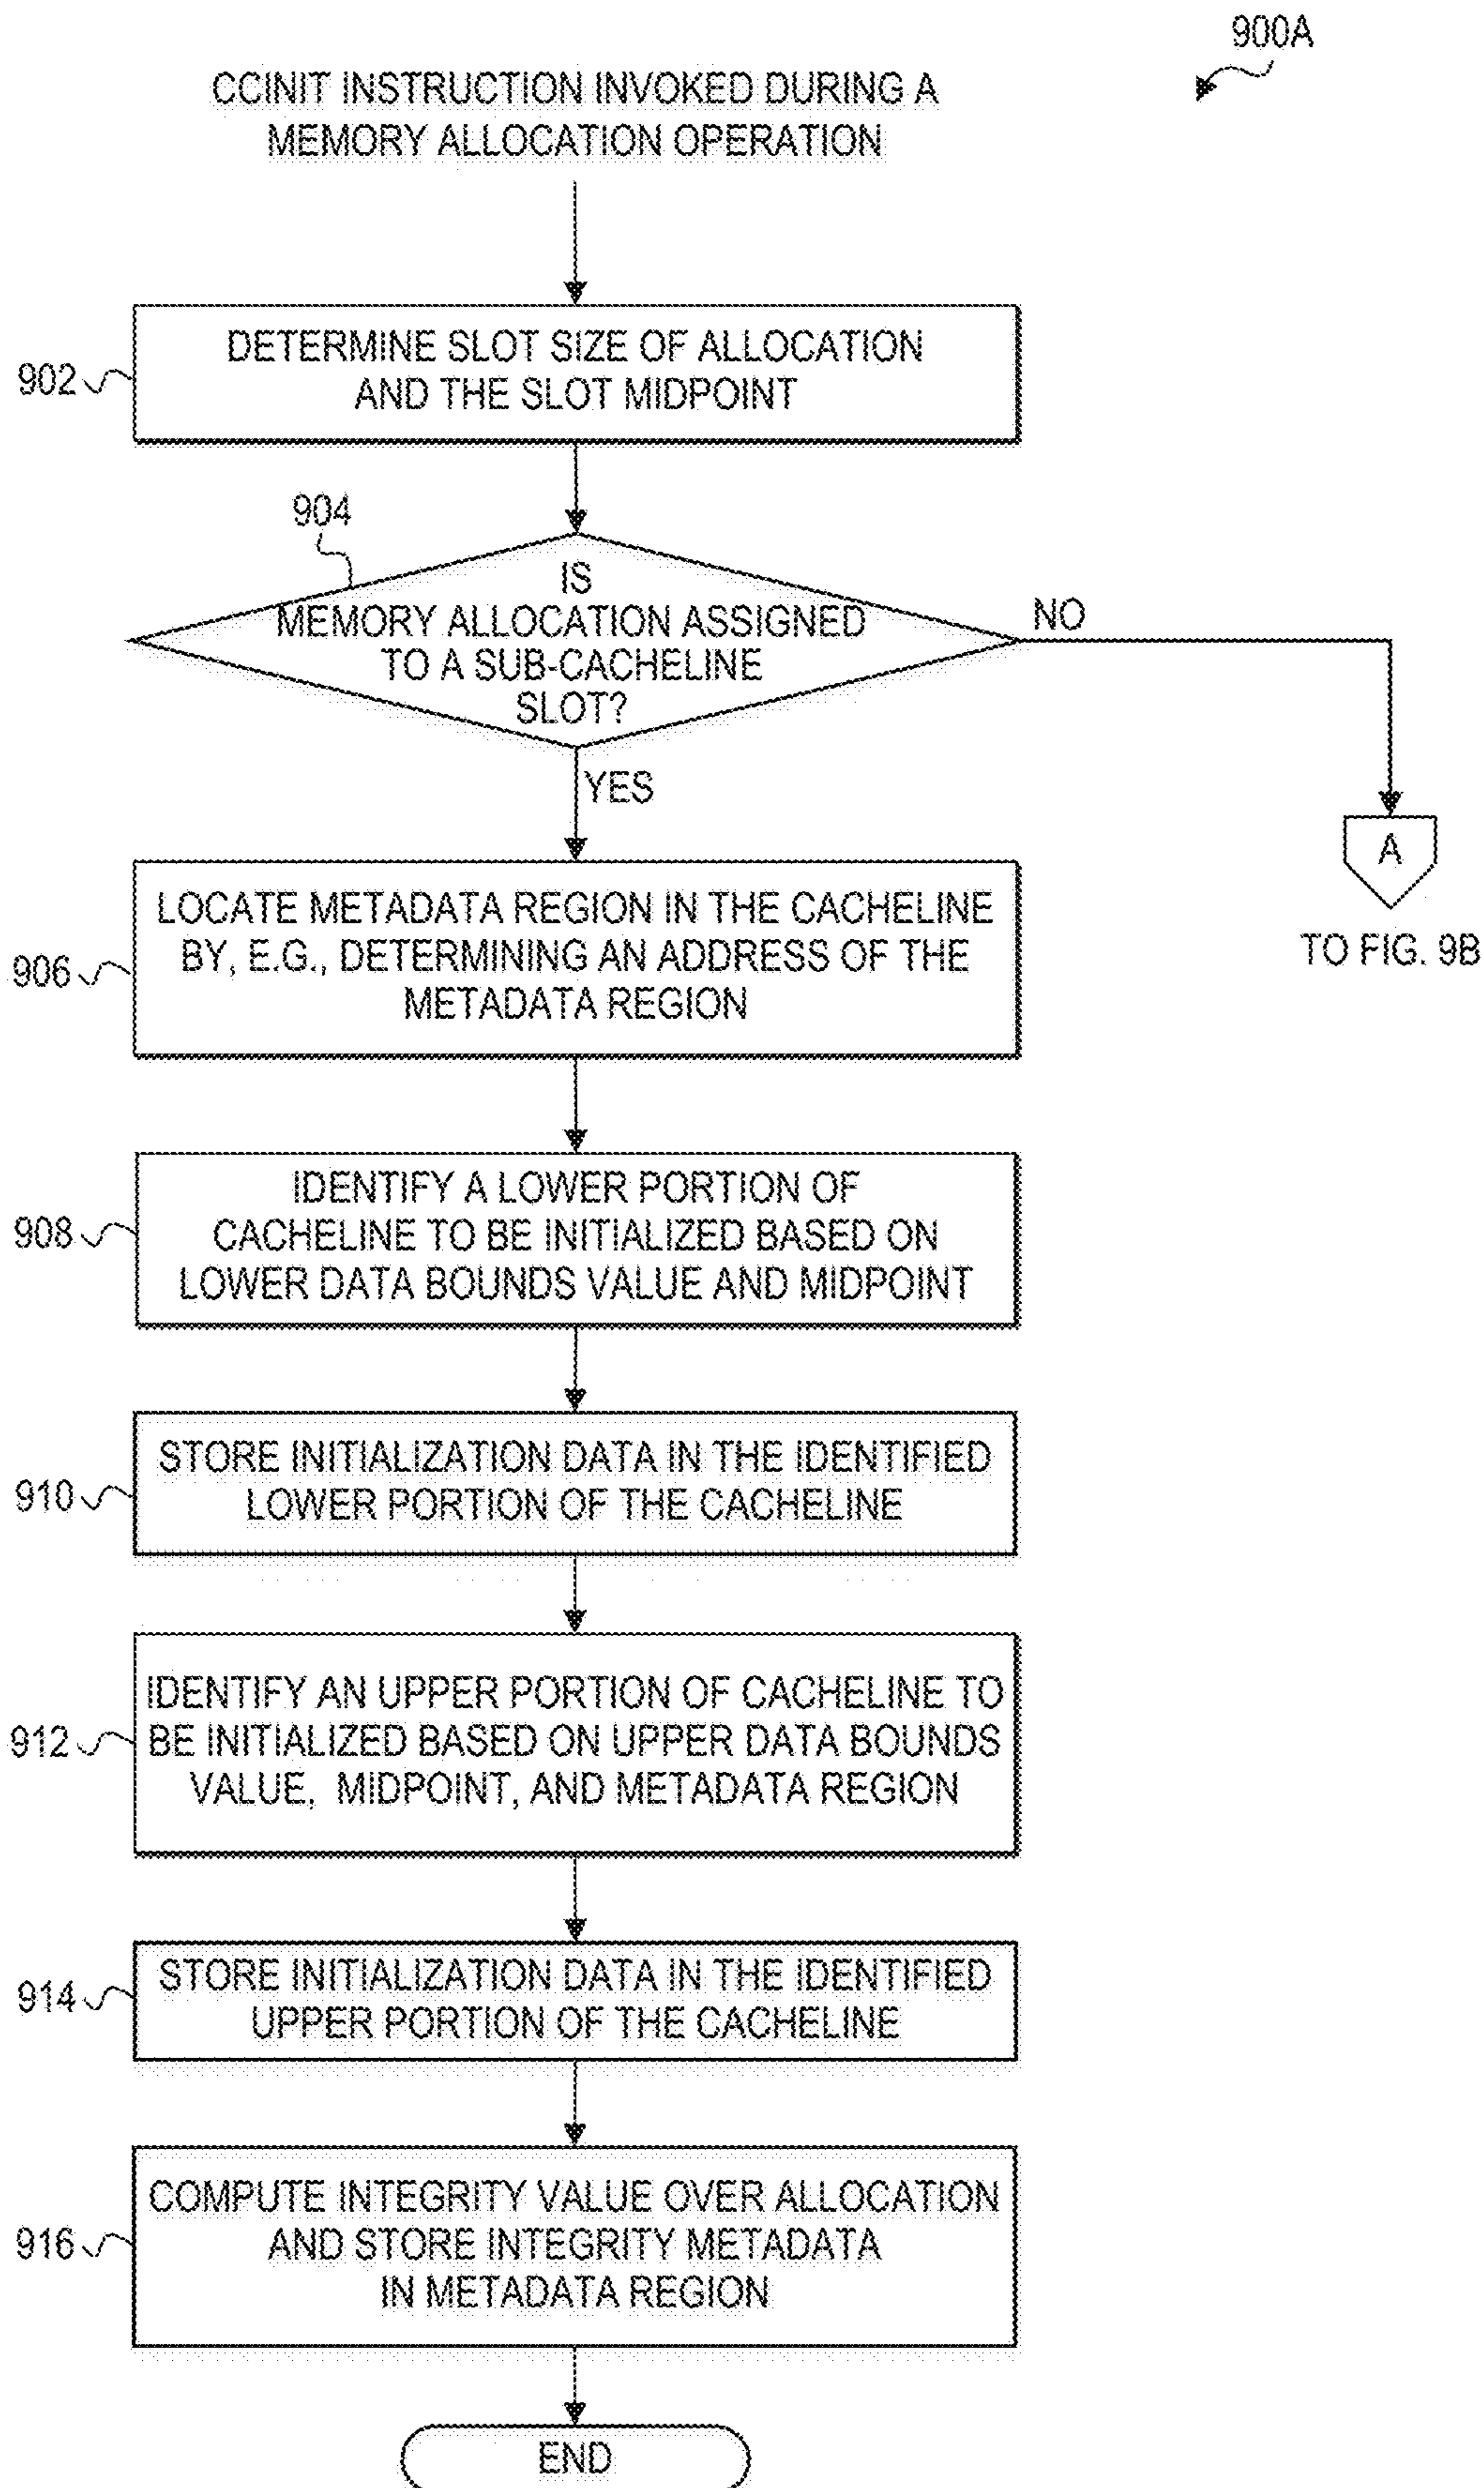 900A
CCINIT INSTRUCTION INVOKED DURING A
MEMORY ALLOCATION OPERATION
902
DETERMINE SLOT SIZE OF ALLOCATION
AND THE SLOT MIDPOINT
904
IS
MEMORY ALLOCATION ASSIGNED
TO A SUB-CACHELINE
SLOT?
NO
YES
A
TO FIG. 9B
906
LOCATE METADATA REGION IN THE CACHELINE
BY, E.G., DETERMINING AN ADDRESS OF THE
METADATA REGION
908
IDENTIFY A LOWER PORTION OF
CACHELINE TO BE INITIALIZED BASED ON
LOWER DATA BOUNDS VALUE AND MIDPOINT
910
STORE INITIALIZATION DATA IN THE IDENTIFIED
LOWER PORTION OF THE CACHELINE
912
IDENTIFY AN UPPER PORTION OF CACHELINE TO
BE INITIALIZED BASED ON UPPER DATA BOUNDS
VALUE, MIDPOINT, AND METADATA REGION
914
STORE INITIALIZATION DATA IN THE IDENTIFIED
UPPER PORTION OF THE CACHELINE
916
COMPUTE INTEGRITY VALUE OVER ALLOCATION
AND STORE INTEGRITY METADATA
IN METADATA REGION
END